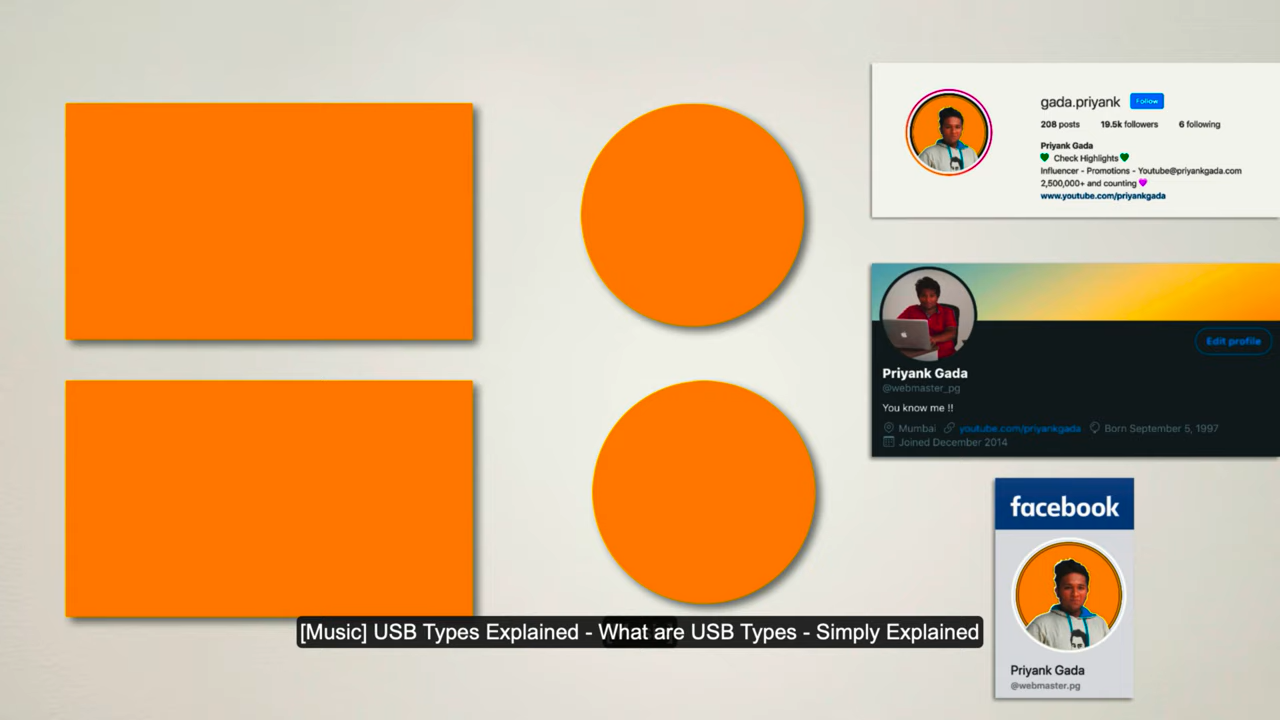 gada.priyank Follow
208 posts 19.5k followers 6 following
Priyank Gada
Check Highlights
Influencer - Promotions - Youtube@priyankgada.com
2,500,000+ and counting
www.youtube.com/priyankgada
Edit profile
Priyank Gada
@webmaster_pg
You know me !!
Mumbai youtube.com/priyankgada Born September 5, 1997
Joined December 2014
facebook
Priyank Gada
@webmaster.pg
[Music] USB Types Explained - What are USB Types - Simply Explained